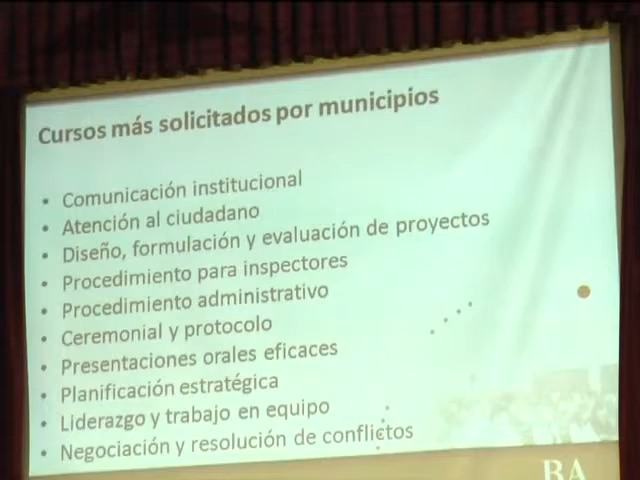 Cursos más solicitados por municipios
• Comunicación institucional
• Atención al ciudadano
• Diseño, formulación y evaluación de proyectos
• Procedimiento para inspectores
• Procedimiento administrativo
• Ceremonial y protocolo
• Presentaciones orales eficaces
• Planificación estratégica
• Liderazgo y trabajo en equipo
• Negociación y resolución de conflictos
BA